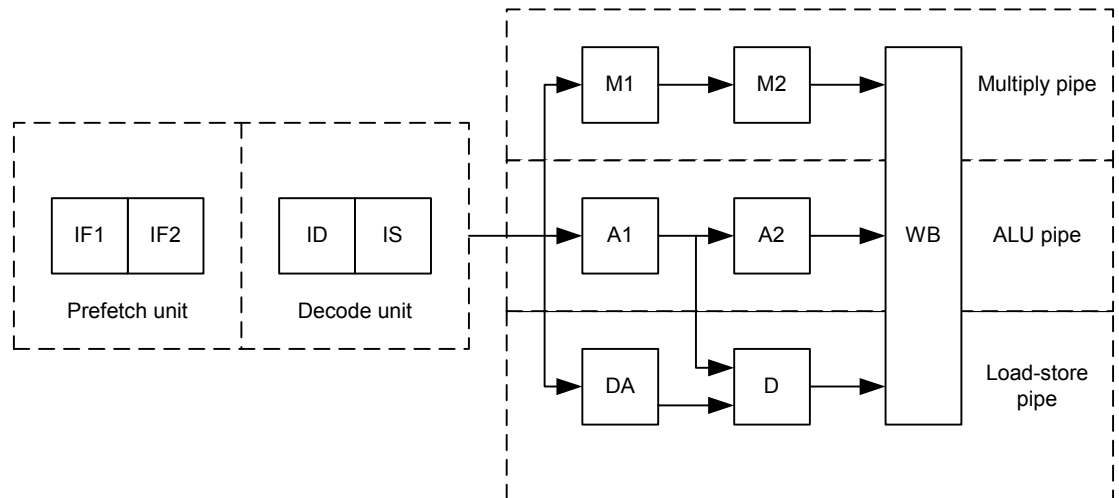 M1
M2
Multiply pipe
IF1
IF2
ID
IS
A1
A2
WB
ALU pipe
Prefetch unit
Decode unit
DA
D
Load-store
pipe